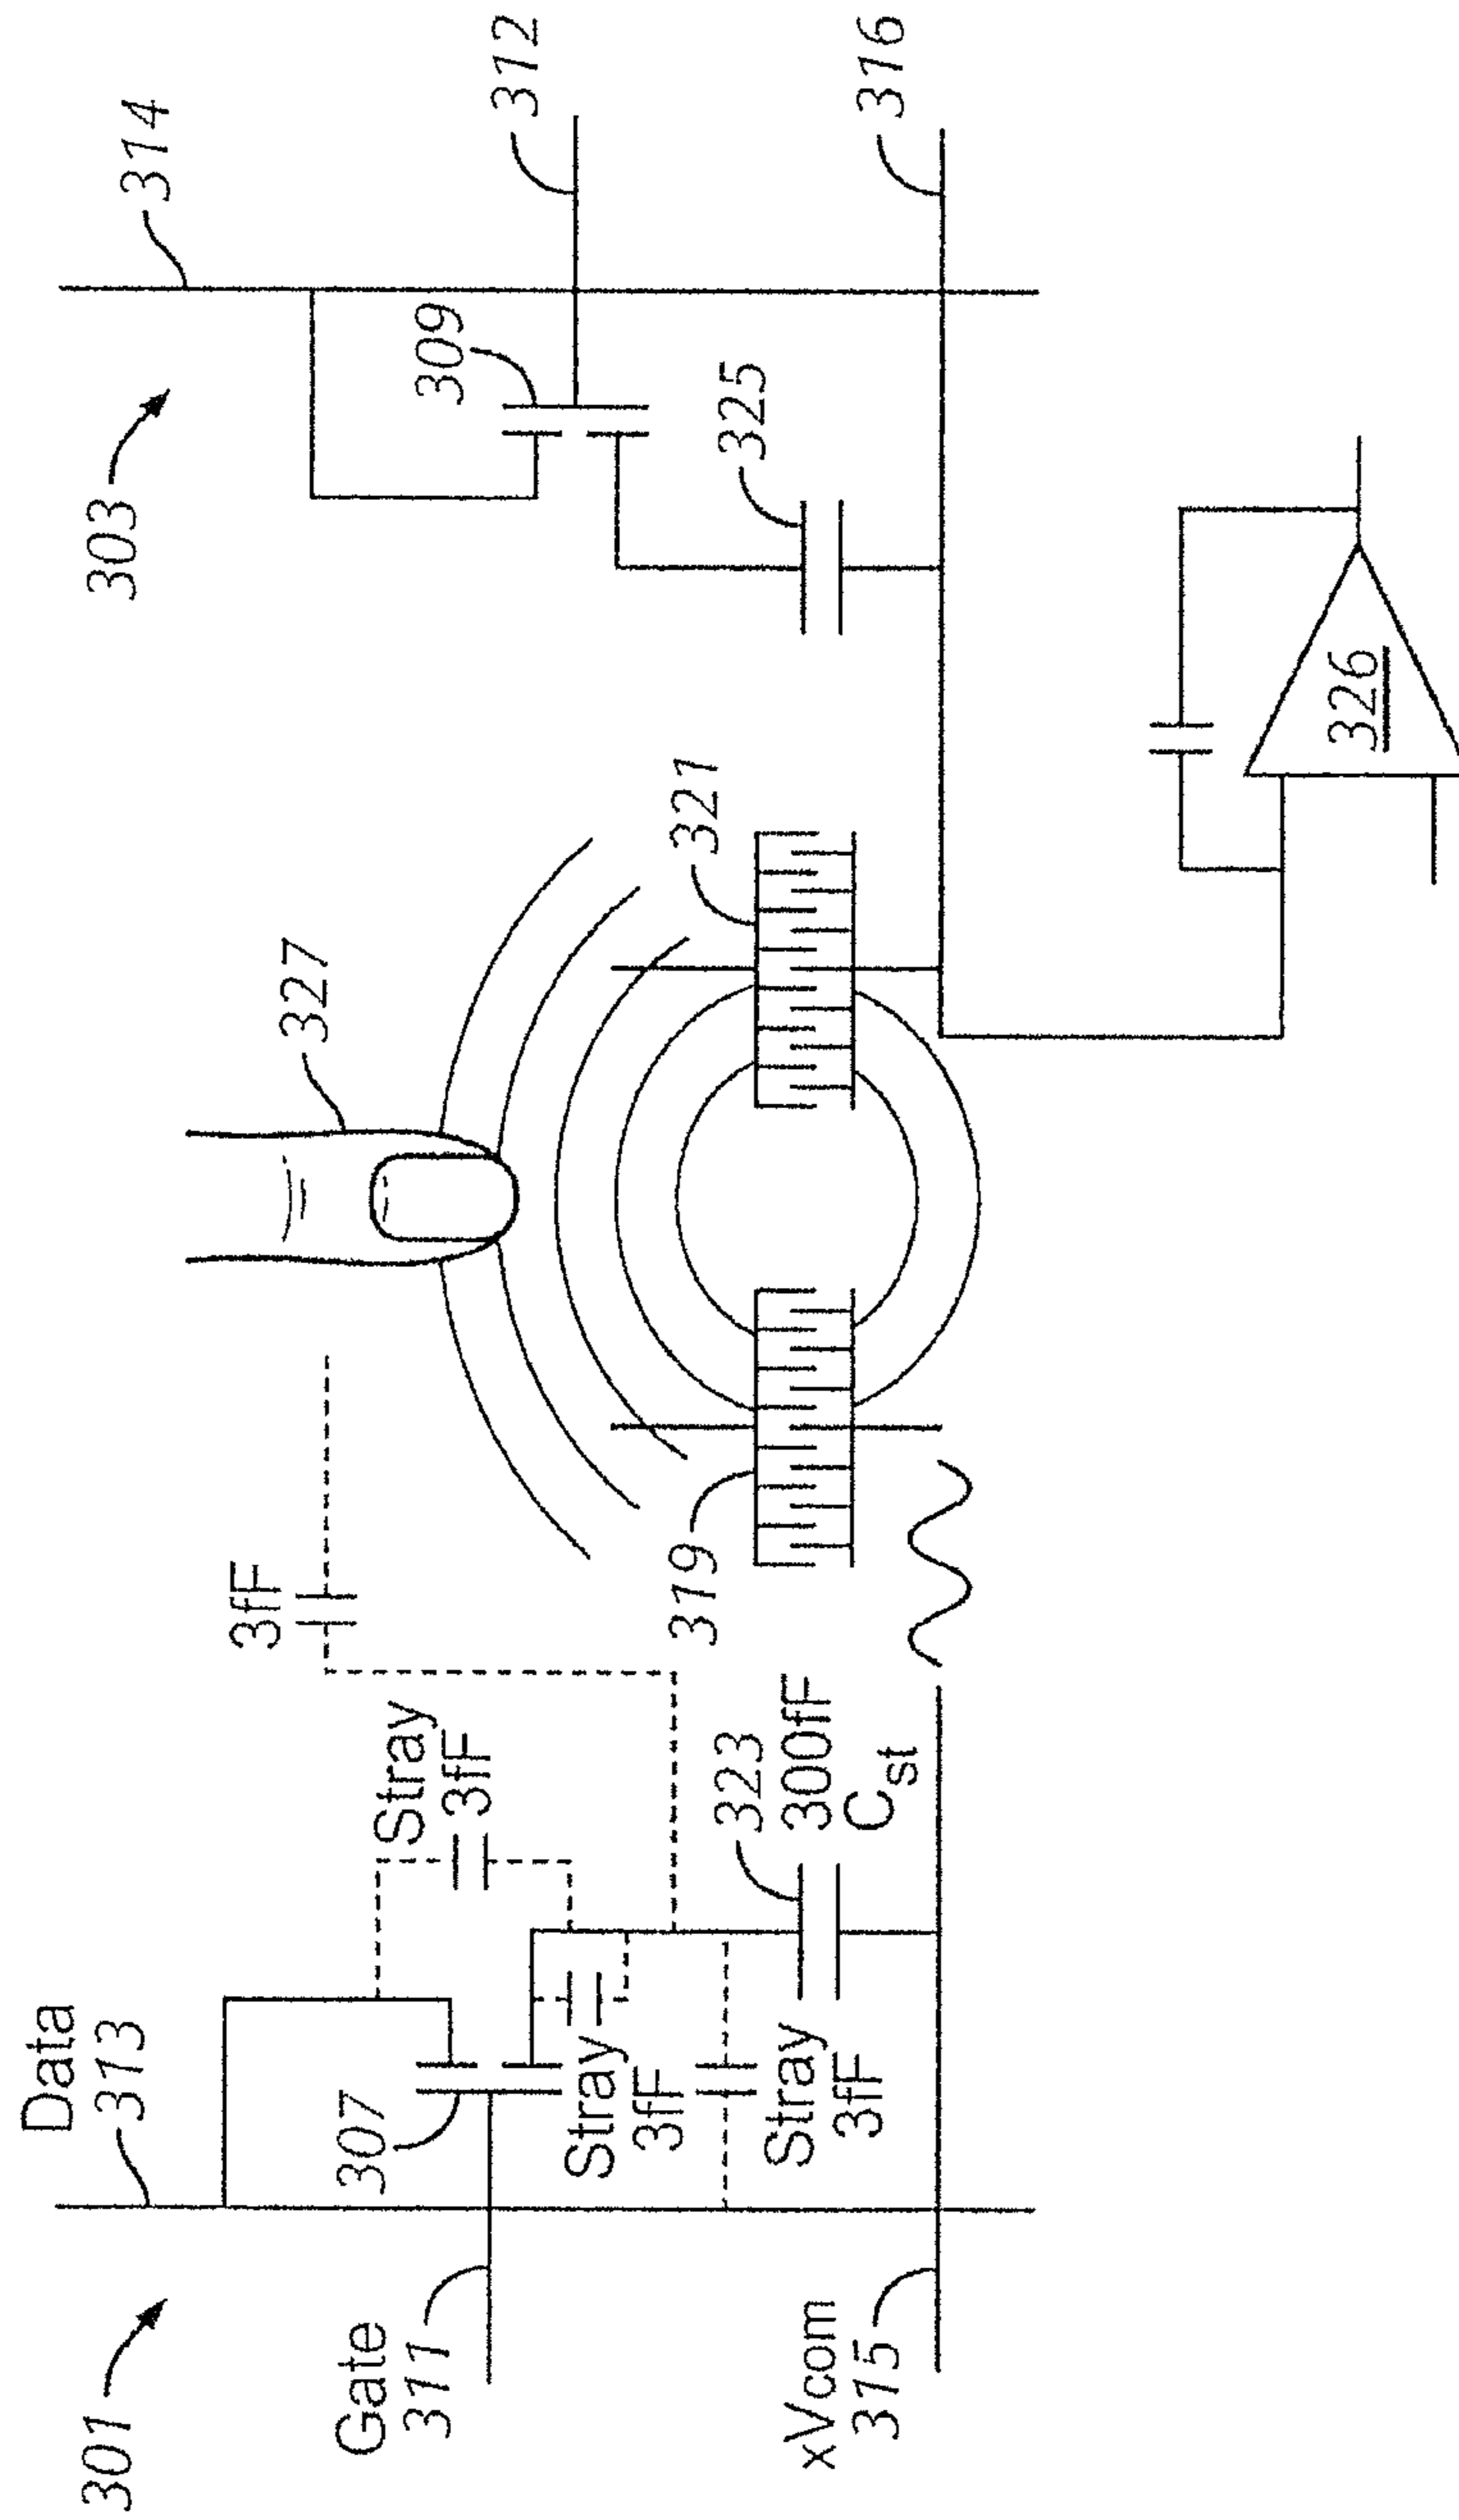 301
Data
313
Gate
311
307
Stray
3fF
Stray
3fF
Stray
3fF
3fF
xVcom
315
323
300fF
Cst
319
327
321
303
314
309
312
325
316
326